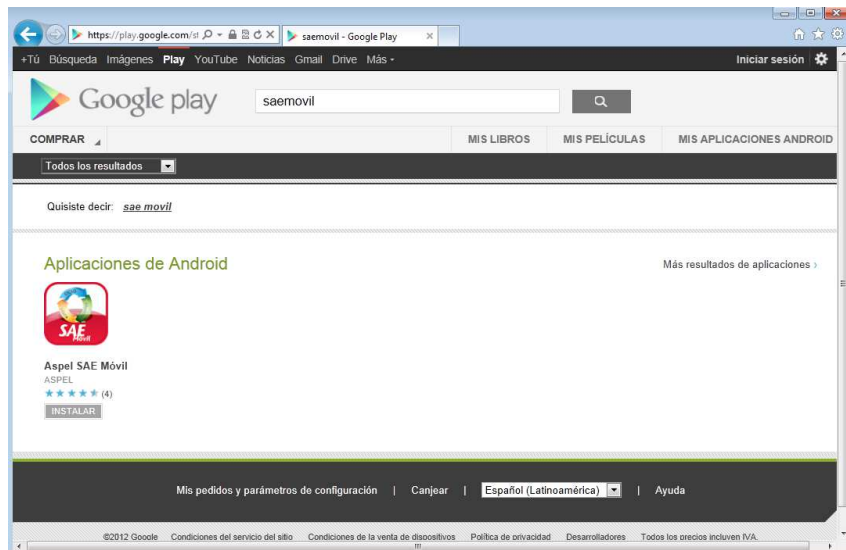 https://play.google.com/st
saemovil - Google Play
+Tú Búsqueda Imágenes Play YouTube Noticias Gmail Drive Más
Iniciar sesión
Google play
saemovil
COMPRAR
MIS LIBROS MIS PELÍCULAS MIS APLICACIONES ANDROID
Todos los resultados
Quisiste decir: sae movil
Aplicaciones de Android
Más resultados de aplicaciones ›
SAE
Móvil
Aspel SAE Móvil
ASPEL
(4)
INSTALAR
Mis pedidos y parámetros de configuración | Canjear | Español (Latinoamérica) | Ayuda
©2012 Google Condiciones del servicio del sitio Condiciones de la venta de dispositivos Política de privacidad Desarrolladores Todos los precios incluyen IVA.